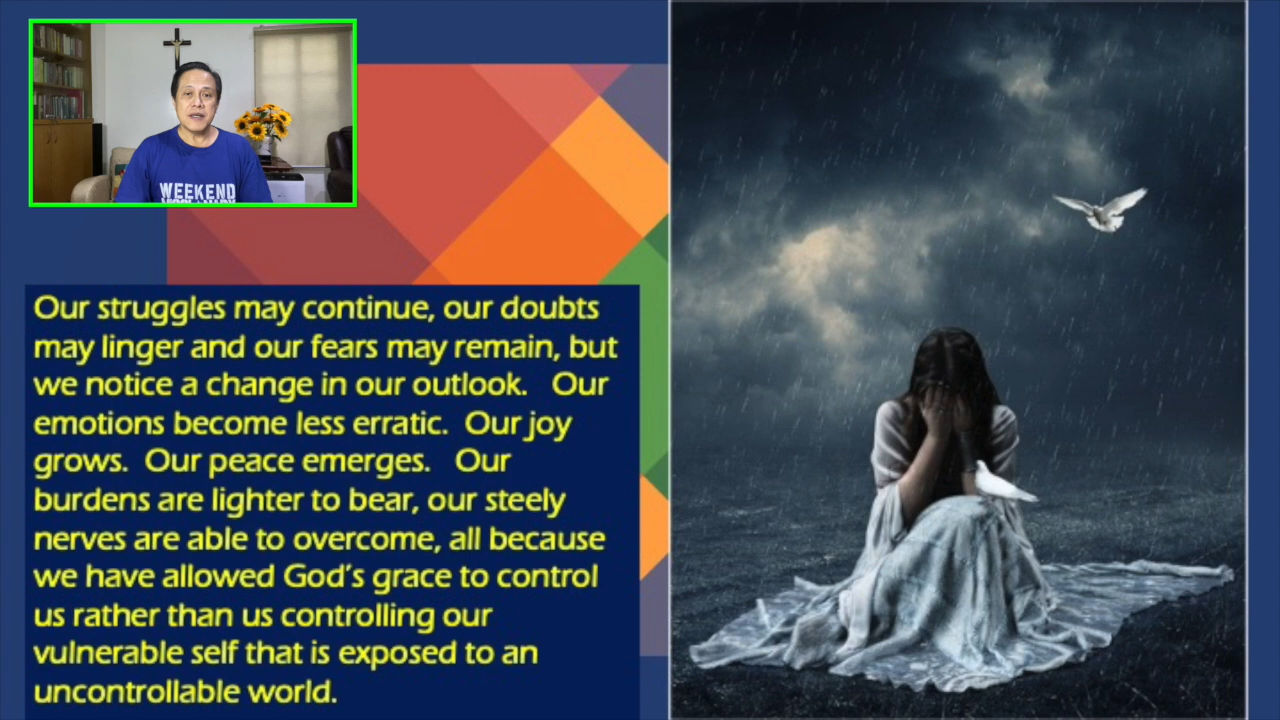 WEEKEND
Our struggles may continue, our doubts
may linger and our fears may remain, but
we notice a change in our outlook. Our
emotions become less erratic. Our joy
grows. Our peace emerges. Our
burdens are lighter to bear, our steely
nerves are able to overcome, all because
we have allowed God's grace to control
us rather than us controlling our
vulnerable self that is exposed to an
uncontrollable world.